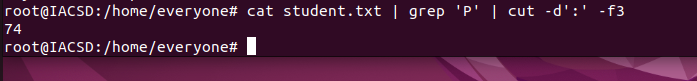 root@IACSD:/home/everyone# cat student.txt | grep 'P' | cut -d':' -f3
74
root@IACSD:/home/everyone#